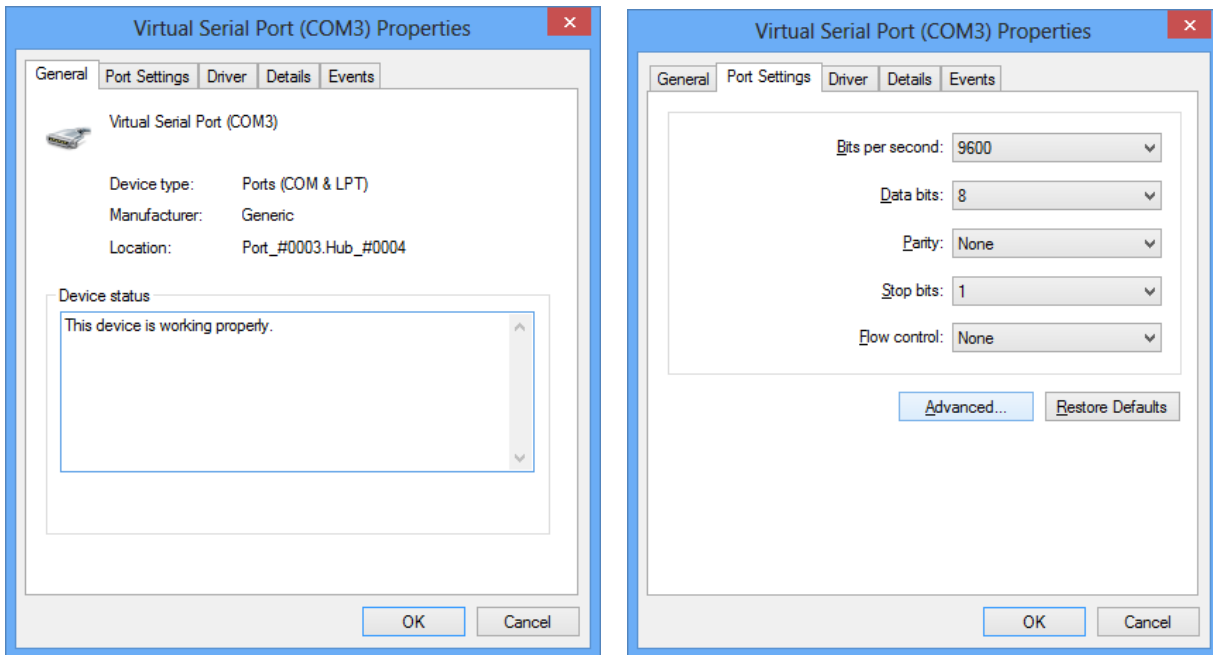 Virtual Serial Port (COM3) Properties
General Port Settings Driver Details Events
Virtual Serial Port (COM3)
Device type: Ports (COM & LPT)
Manufacturer: Generic
Location: Port_#0003.Hub_#0004
Device status
This device is working properly.
OK Cancel
Virtual Serial Port (COM3) Properties
General Port Settings Driver Details Events
Bits per second: 9600
Data bits: 8
Parity: None
Stop bits: 1
Flow control: None
Advanced... Restore Defaults
OK Cancel